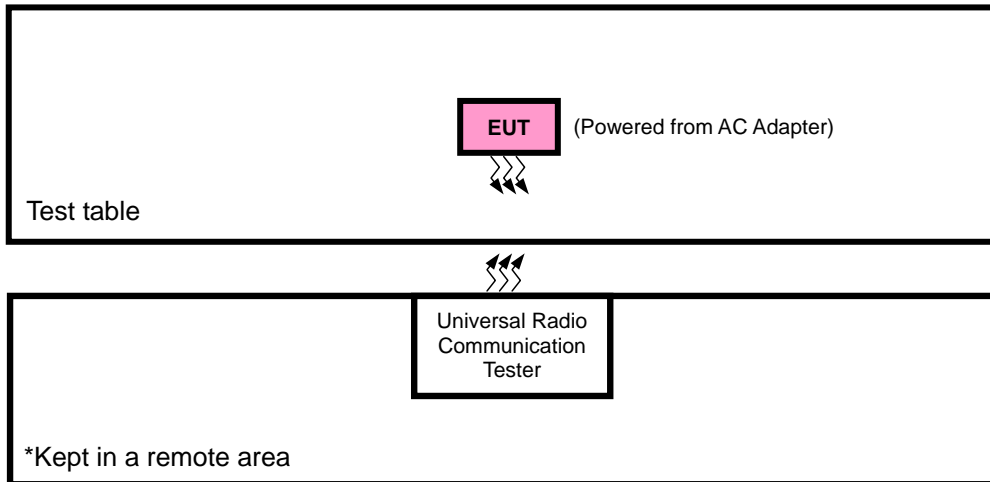 EUT
(Powered from AC Adapter)
Test table
Universal Radio
Communication
Tester
*Kept in a remote area